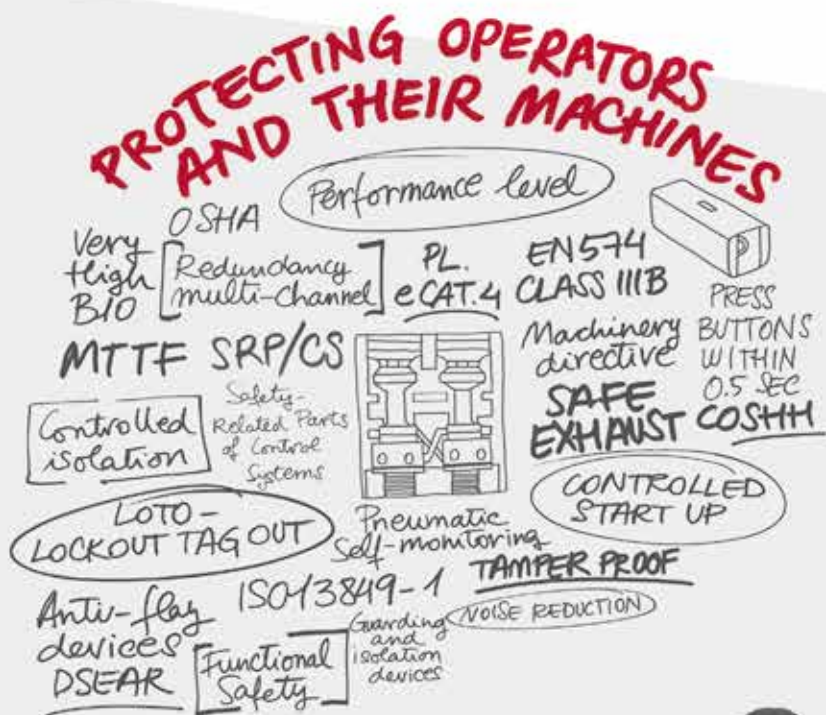 PROTECTING OPERATORS
AND THEIR MACHINES
Performance level
OSHA
Very
High
B10
Redundancy
multi-channel
PL.
e CAT.4
EN574
CLASS IIIB
PRESS
BUTTONS
WITHIN
0.5 SEC
MTTF
SRP/CS
Safety-
Related Parts
of Control
Systems
Machinery
directive
SAFE
EXHAUST
COSHH
Controlled
isolation
CONTROLLED
START UP
LOTO-
LOCKOUT TAG OUT
Pneumatic
Self-monitoring
TAMPER PROOF
ISO13849-1
NOISE REDUCTION
Anti-flay
devices
DSEAR
Functional
Safety
Guarding
and
isolation
devices